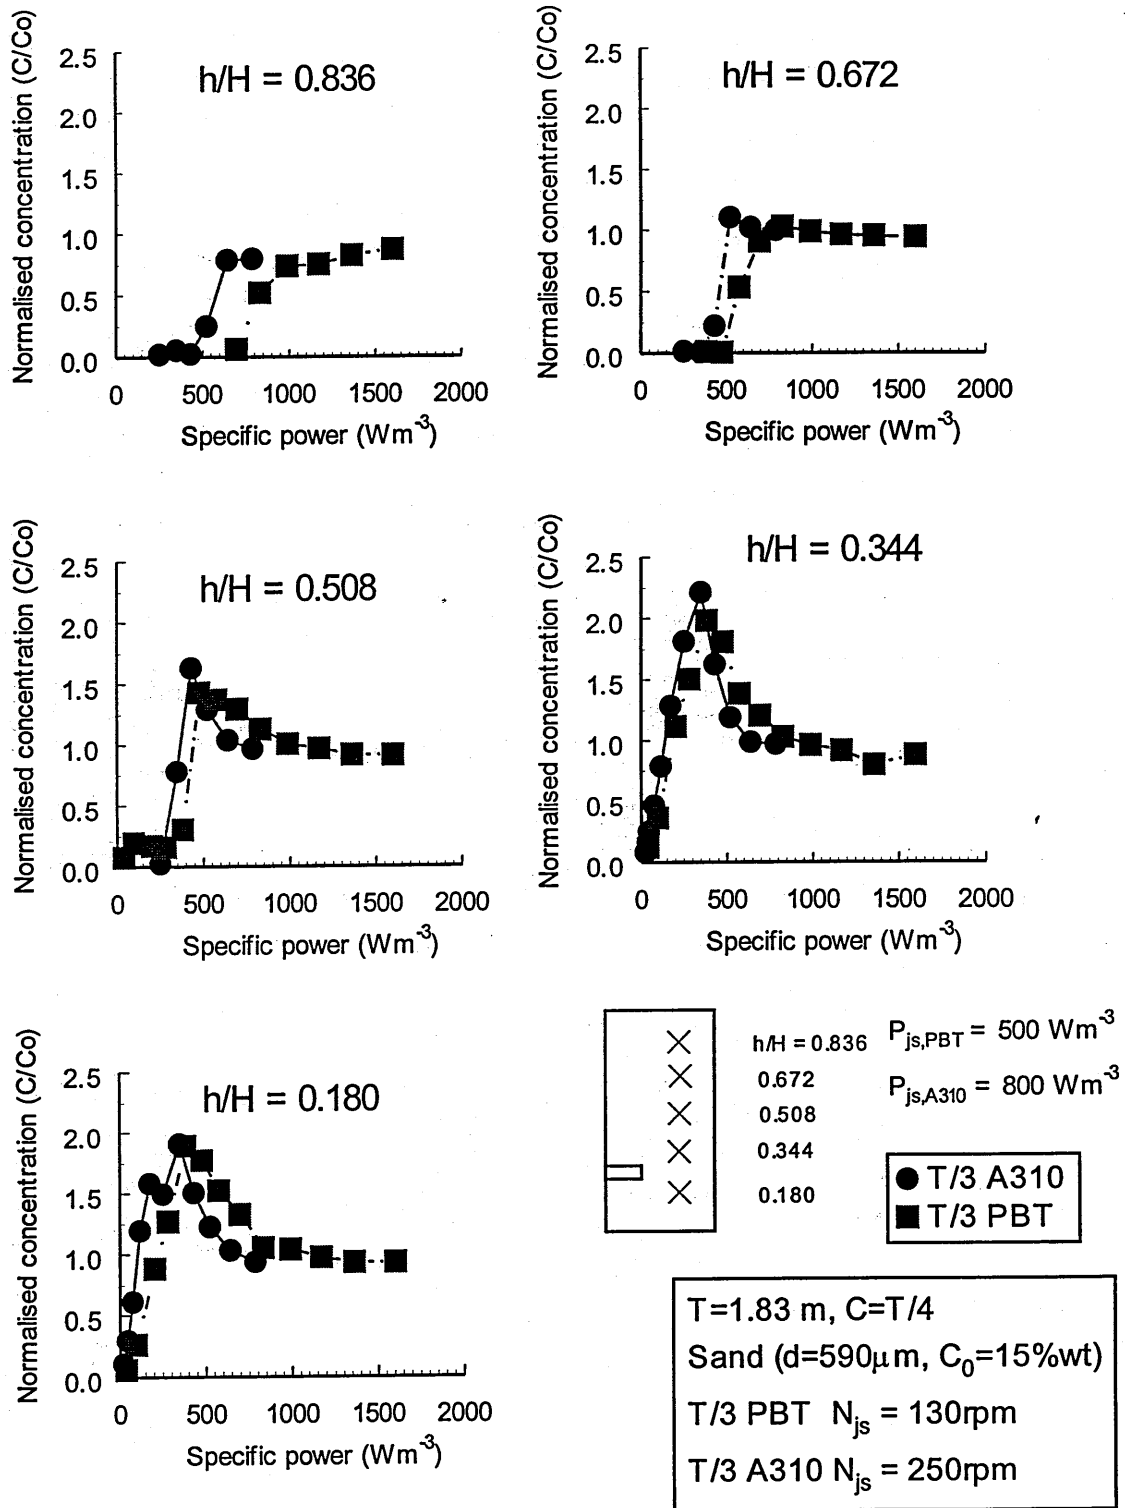 Normalised concentration (C/Co)
2.5
2.0
1.5
1.0
0.5
0.0
h/H = 0.836
0 500 1000 1500 2000
Specific power (Wm-3)
Normalised concentration (C/Co)
2.5
2.0
1.5
1.0
0.5
0.0
h/H = 0.672
0 500 1000 1500 2000
Specific power (Wm-3)
Normalised concentration (C/Co)
2.5
2.0
1.5
1.0
0.5
0.0
h/H = 0.508
0 500 1000 1500 2000
Specific power (Wm-3)
Normalised concentration (C/Co)
2.5
2.0
1.5
1.0
0.5
0.0
h/H = 0.344
0 500 1000 1500 2000
Specific power (Wm-3)
Normalised concentration (C/Co)
2.5
2.0
1.5
1.0
0.5
0.0
h/H = 0.180
0 500 1000 1500 2000
Specific power (Wm-3)
h/H = 0.836
0.672
0.508
0.344
0.180
Pjs,PBT = 500 Wm-3
Pjs,A310 = 800 Wm-3
T/3 A310
T/3 PBT
T=1.83 m, C=T/4
Sand (d=590μm, C0=15%wt)
T/3 PBT Njs = 130rpm
T/3 A310 Njs = 250rpm